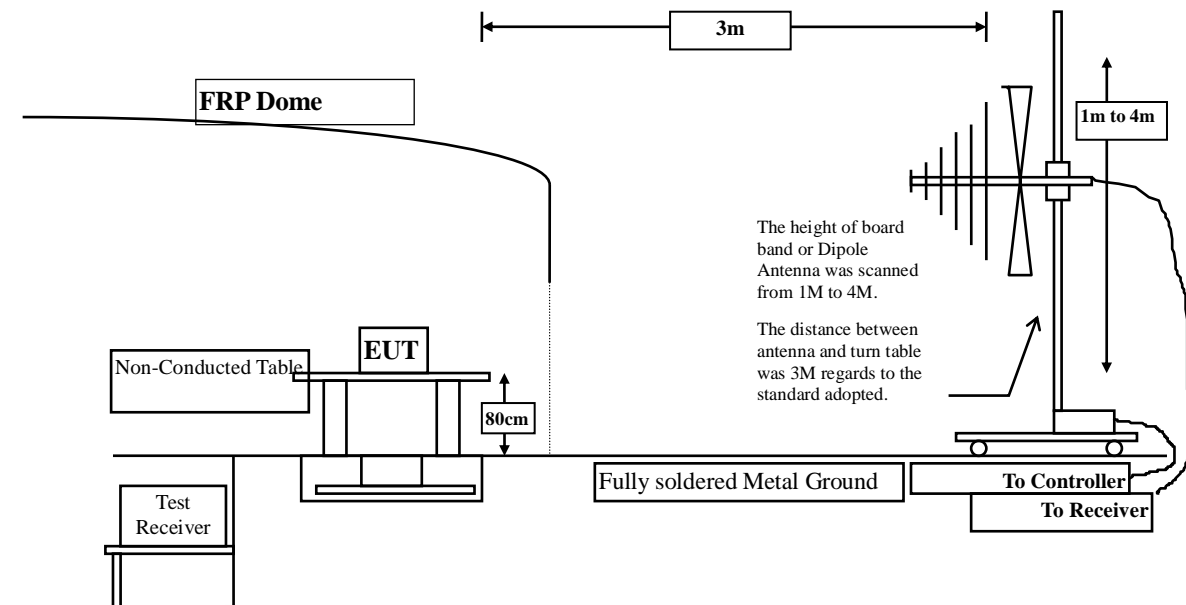 3m
FRP Dome
1m to 4m
The height of board
band or Dipole
Antenna was scanned
from 1M to 4M.
The distance between
antenna and turn table
was 3M regards to the
standard adopted.
EUT
Non-Conducted Table
80cm
Fully soldered Metal Ground
To Controller
To Receiver
Test
Receiver